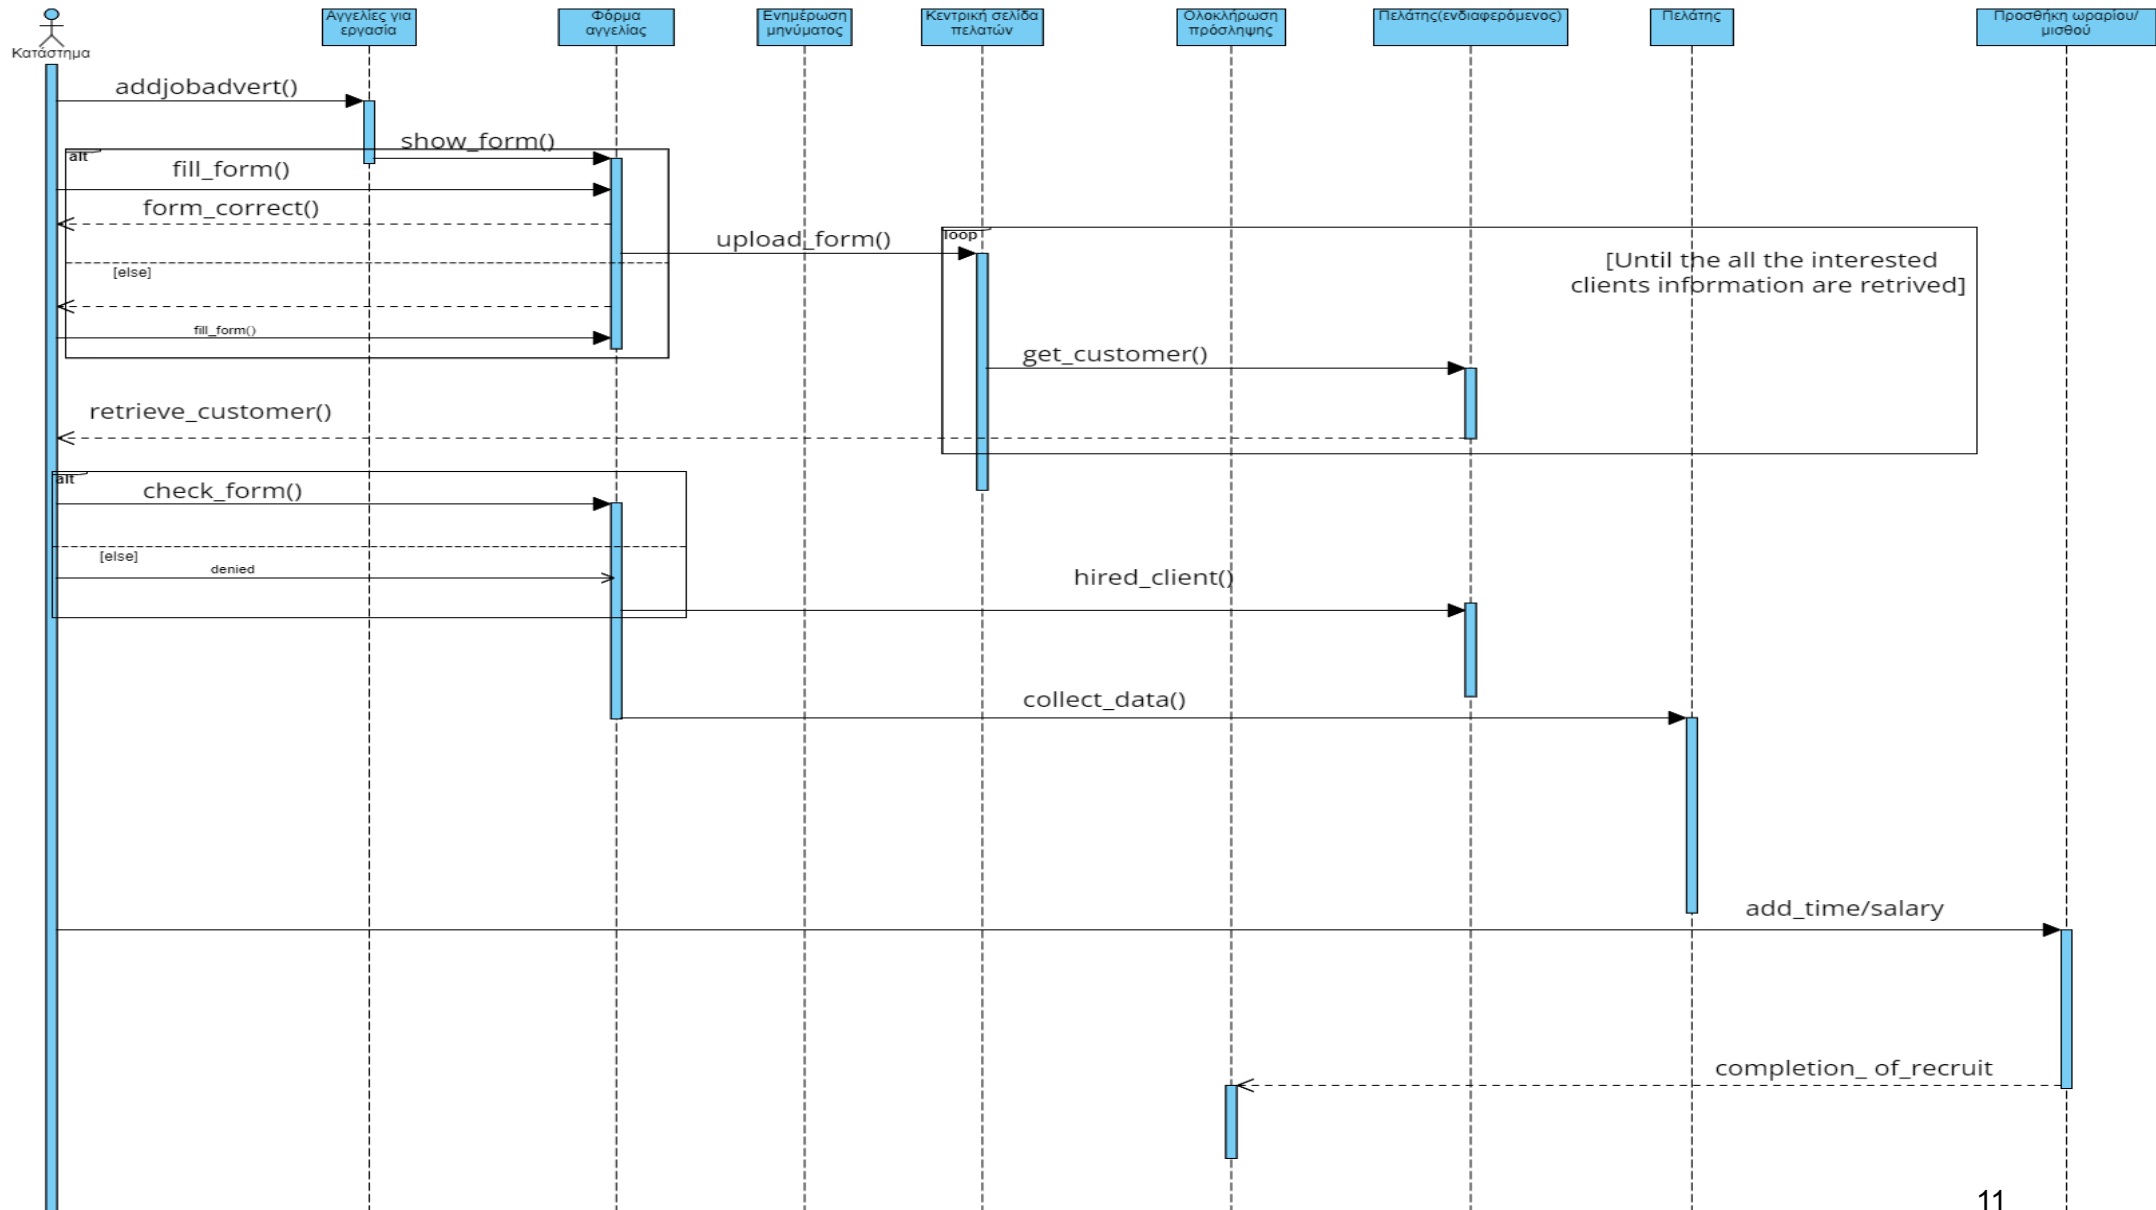 Κατάστημα
Αγγελίες για
εργασία
Φόρμα
αγγελίας
Ενημέρωση
μηνύματος
Κεντρική σελίδα
πελατών
Ολοκλήρωση
πρόσληψης
Πελάτης(ενδιαφερόμενος)
Πελάτης
Προσθήκη ωραρίου/
μισθού
addjobadvert()
show_form()
alt
fill_form()
form_correct()
upload_form()
loop
[Until the all the interested
clients information are retrived]
[else]
fill_form()
get_customer()
retrieve_customer()
alt
check_form()
[else]
denied
hired_client()
collect_data()
add_time/salary
completion_ of_recruit
11